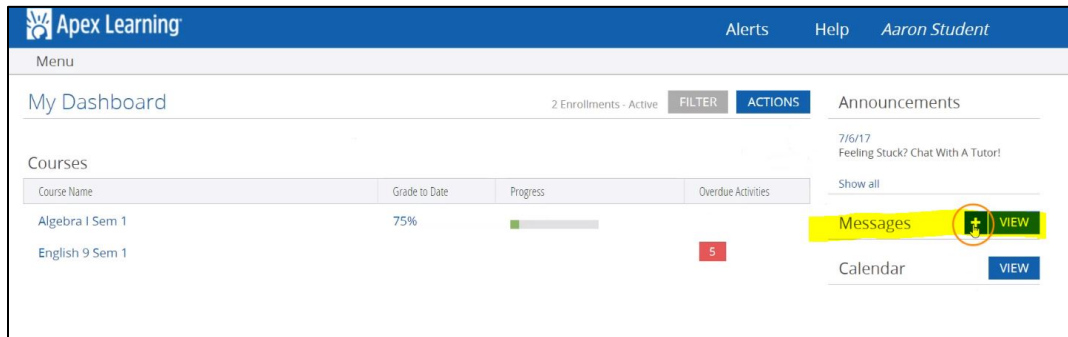 Apex Learning
Alerts Help Aaron Student
Menu
My Dashboard
2 Enrollments - Active FILTER ACTIONS
Courses
Course Name Grade to Date Progress Overdue Activities
Algebra I Sem 1 75%
English 9 Sem 1 5
Announcements
7/6/17
Feeling Stuck? Chat With A Tutor!
Show all
Messages + VIEW
Calendar VIEW